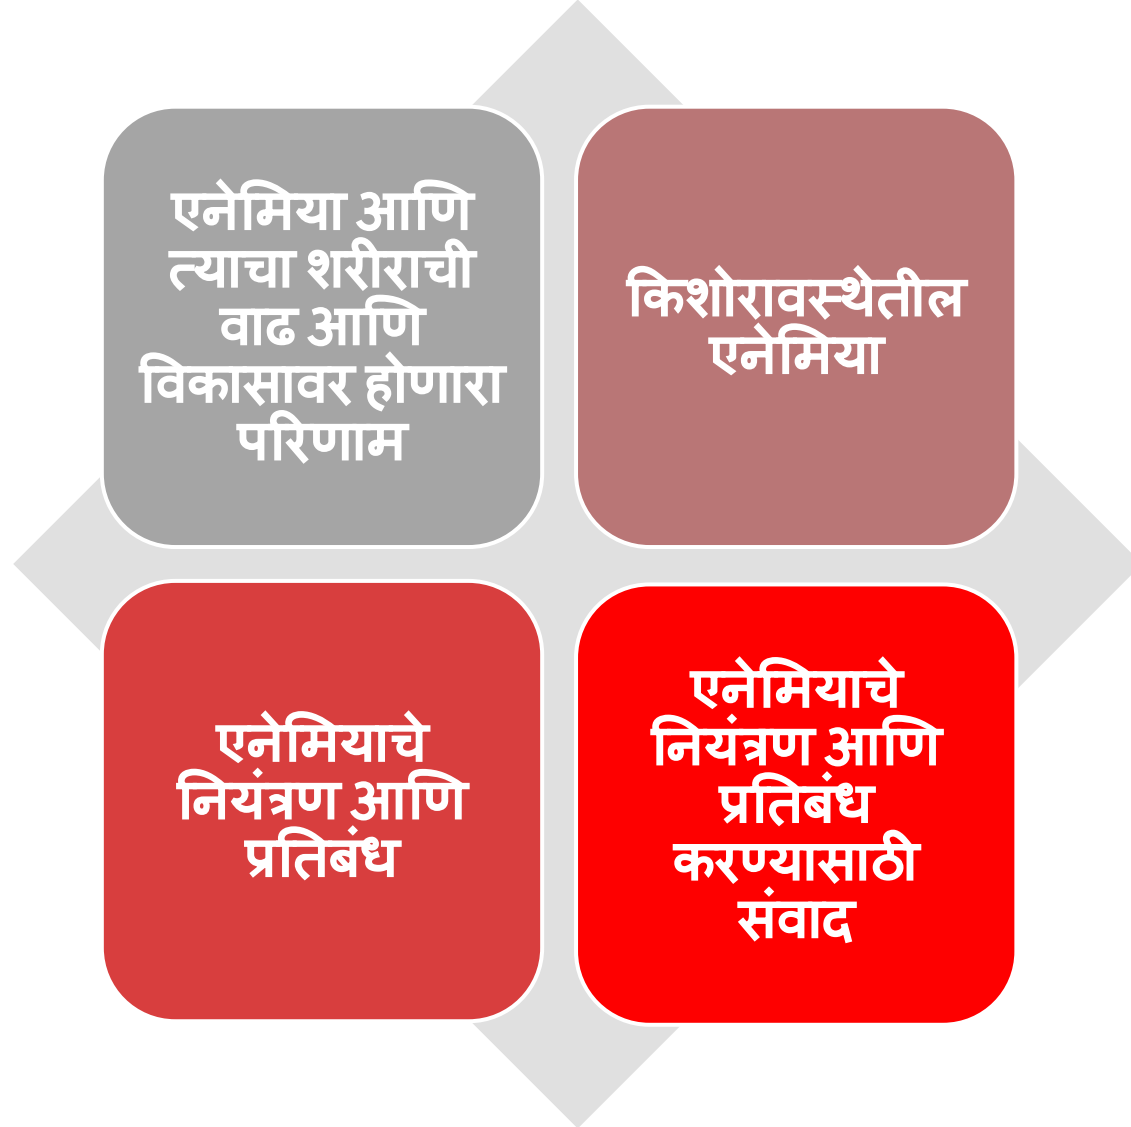 एनेमिया आणि
त्याचा शरीराची
वाढ आणि
विकासावर होणारा
परिणाम
किशोरावस्थेतील
एनेमिया
एनेमियाचे
नियंत्रण आणि
प्रतिबंध
एनेमियाचे
नियंत्रण आणि
प्रतिबंध
करण्यासाठी
संवाद